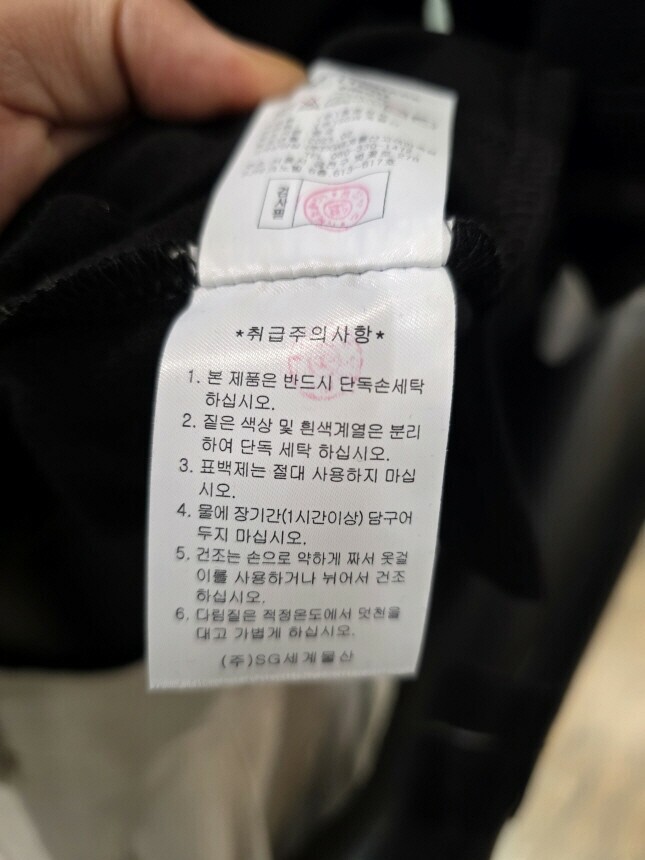 613-617호
검사필
*취급주의사항*
1. 본 제품은 반드시 단독손세탁
하십시오.
2. 짙은 색상 및 흰색계열은 분리
하여 단독 세탁 하십시오.
3. 표백제는 절대 사용하지 마십
시오.
4. 물에 장기간(1시간이상) 담구어
두지 마십시오.
5. 건조는 손으로 약하게 짜서 옷걸
이를 사용하거나 뉘어서 건조
하십시오.
6. 다림질은 적정온도에서 덧천을
대고 가볍게 하십시오.
(주)SG세계물산